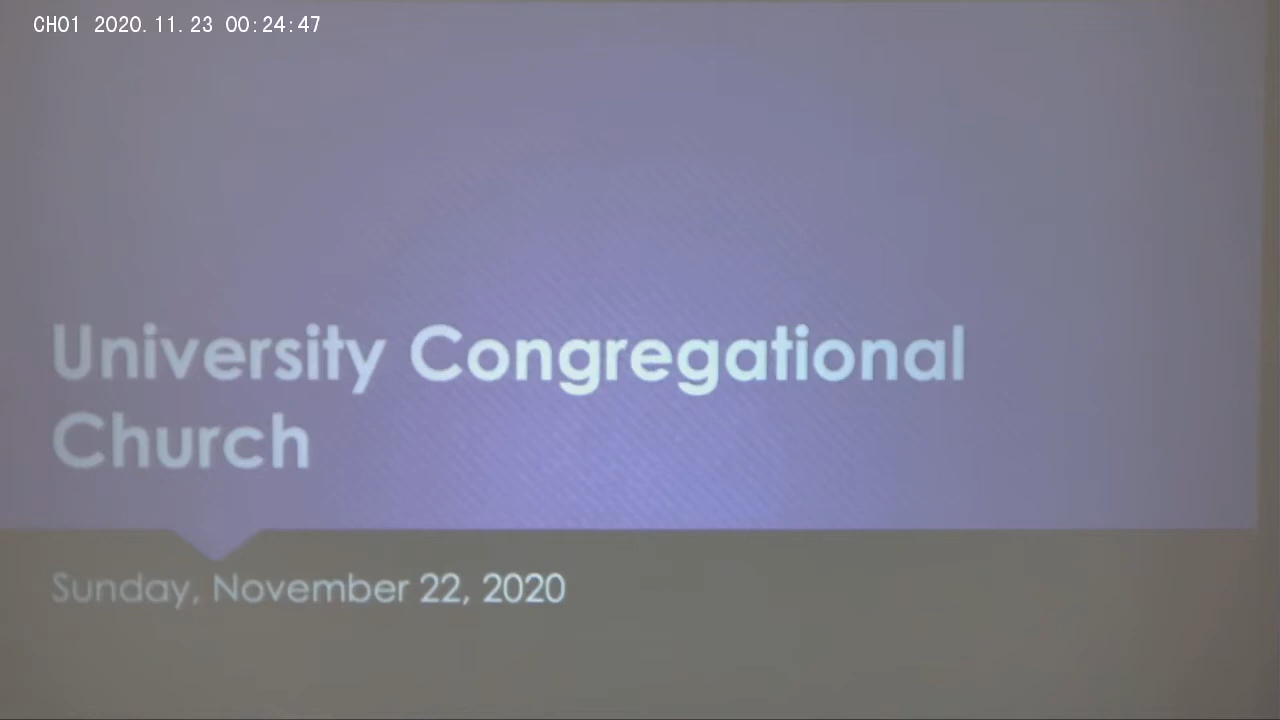 CH01 2020.11.23 00:24:47
University Congregational
Church
Sunday, November 22, 2020